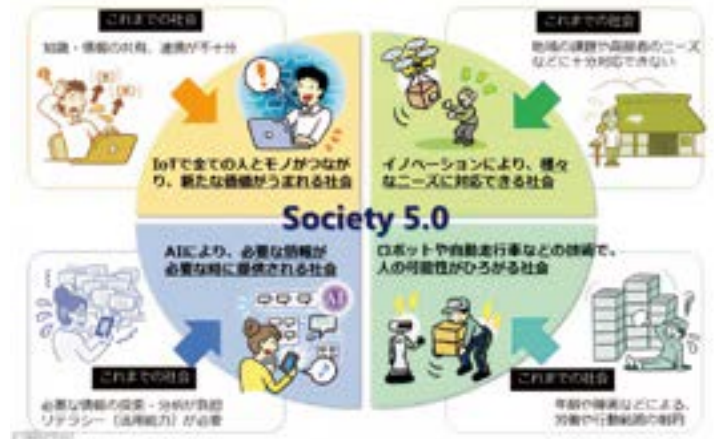 これまでの社会
知識・情報の共有、連携が不十分
IoTで全ての人とモノがつなが
り、新たな価値がうまれる社会
これまでの社会
地域の課題や高齢者のニーズ
などに十分対応できない
イノベーションにより、様々
なニーズに対応できる社会
Society 5.0
AIにより、必要な情報が
必要な時に提供される社会
AI
これまでの社会
必要な情報の探索・分析が負担
リテラシー（活用能力）が必要
ロボットや自動走行車などの技術で、
人の可能性がひろがる社会
これまでの社会
年齢や障害などによる、
労働や行動範囲の制約